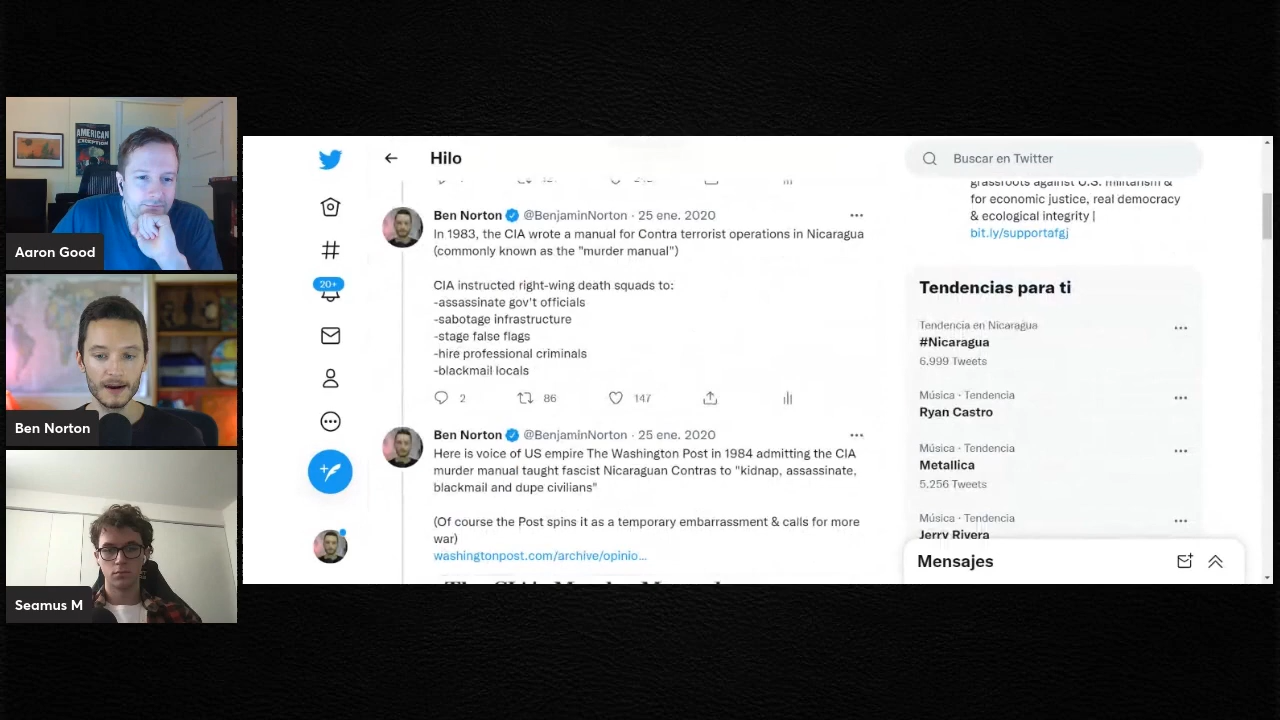 AMERICAN
EXCEPTION
Aaron Good
Ben Norton
Seamus M
20+
Hilo
Ben Norton @BenjaminNorton · 25 ene. 2020
In 1983, the CIA wrote a manual for Contra terrorist operations in Nicaragua
(commonly known as the "murder manual")
CIA instructed right-wing death squads to:
-assassinate gov't officials
-sabotage infrastructure
-stage false flags
-hire professional criminals
-blackmail locals
2 86 147
Ben Norton @BenjaminNorton · 25 ene. 2020
Here is voice of US empire The Washington Post in 1984 admitting the CIA
murder manual taught fascist Nicaraguan Contras to "kidnap, assassinate,
blackmail and dupe civilians"
(Of course the Post spins it as a temporary embarrassment & calls for more
war)
washingtonpost.com/archive/opinio...
Buscar en Twitter
grassroots against U.S. militarism &
for economic justice, real democracy
& ecological integrity |
bit.ly/supportafgj
Tendencias para ti
Tendencia en Nicaragua
#Nicaragua
6.999 Tweets
Música · Tendencia
Ryan Castro
Música · Tendencia
Metallica
5.256 Tweets
Música · Tendencia
Jerry Rivera
Mensajes